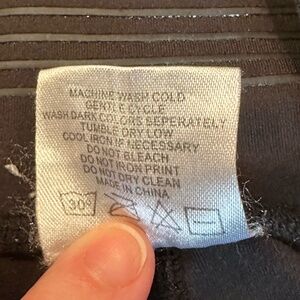 MACHINE WASH COLD
GENTLE CYCLE
WASH DARK COLORS SEPERATELY
TUMBLE DRY LOW
COOL IRON IF NECESSARY
DO NOT BLEACH
DO NOT IRON PRINT
DO NOT DRY CLEAN
MADE IN CHINA
30°